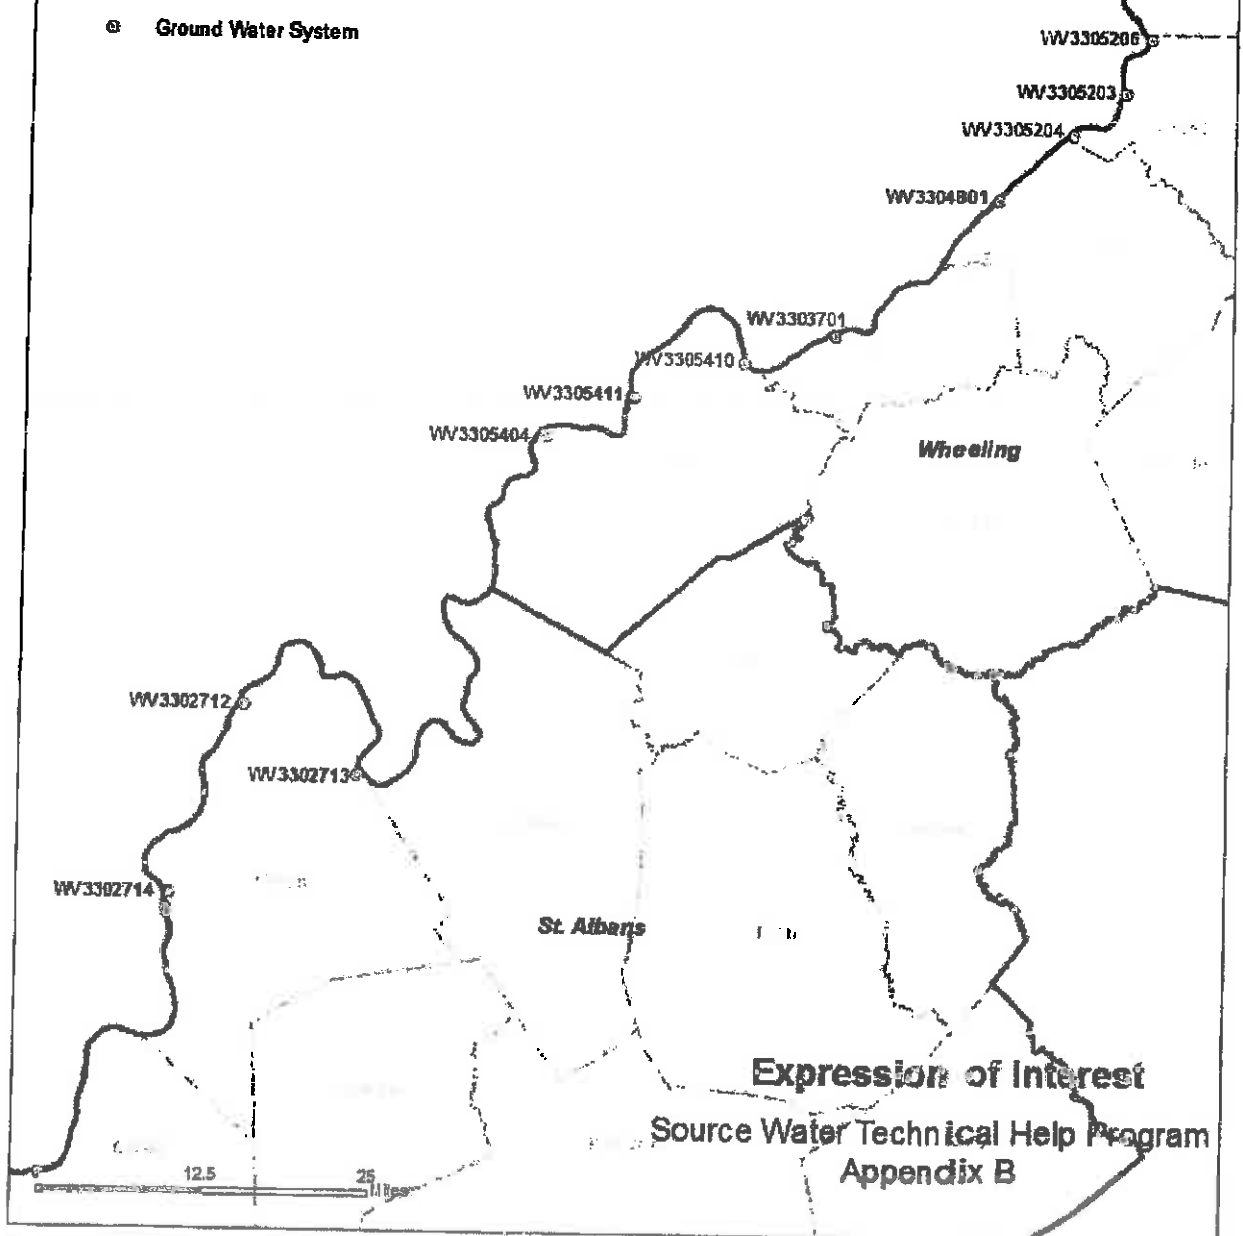 Ground Water System
WV3305206
WV3305203
WV3305204
WV3304801
WV3303701
WV3305410
WV3305411
WV3305404
Wheeling
WV3302712
WV3302713
WV3302714
St. Albans
Expression of Interest
Source Water Technical Help Program
Appendix B
12.5
25
Miles